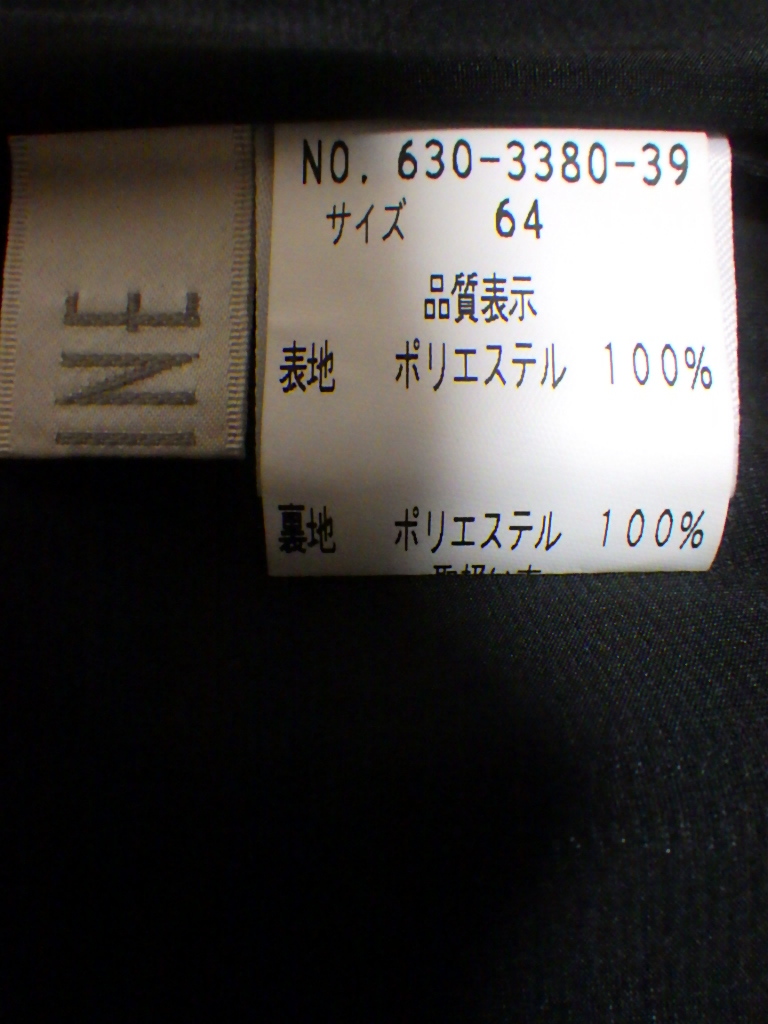 INE
NO. 630-3380-39
サイズ 64
品質表示
表地 ポリエステル 100%
裏地 ポリエステル 100%